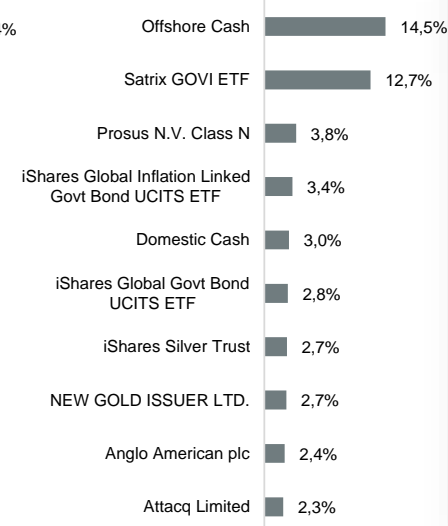 Offshore Cash 14,5%
Satrix GOVI ETF 12,7%
Prosus N.V. Class N 3,8%
iShares Global Inflation Linked
Govt Bond UCITS ETF 3,4%
Domestic Cash 3,0%
iShares Global Govt Bond
UCITS ETF 2,8%
iShares Silver Trust 2,7%
NEW GOLD ISSUER LTD. 2,7%
Anglo American plc 2,4%
Attacq Limited 2,3%